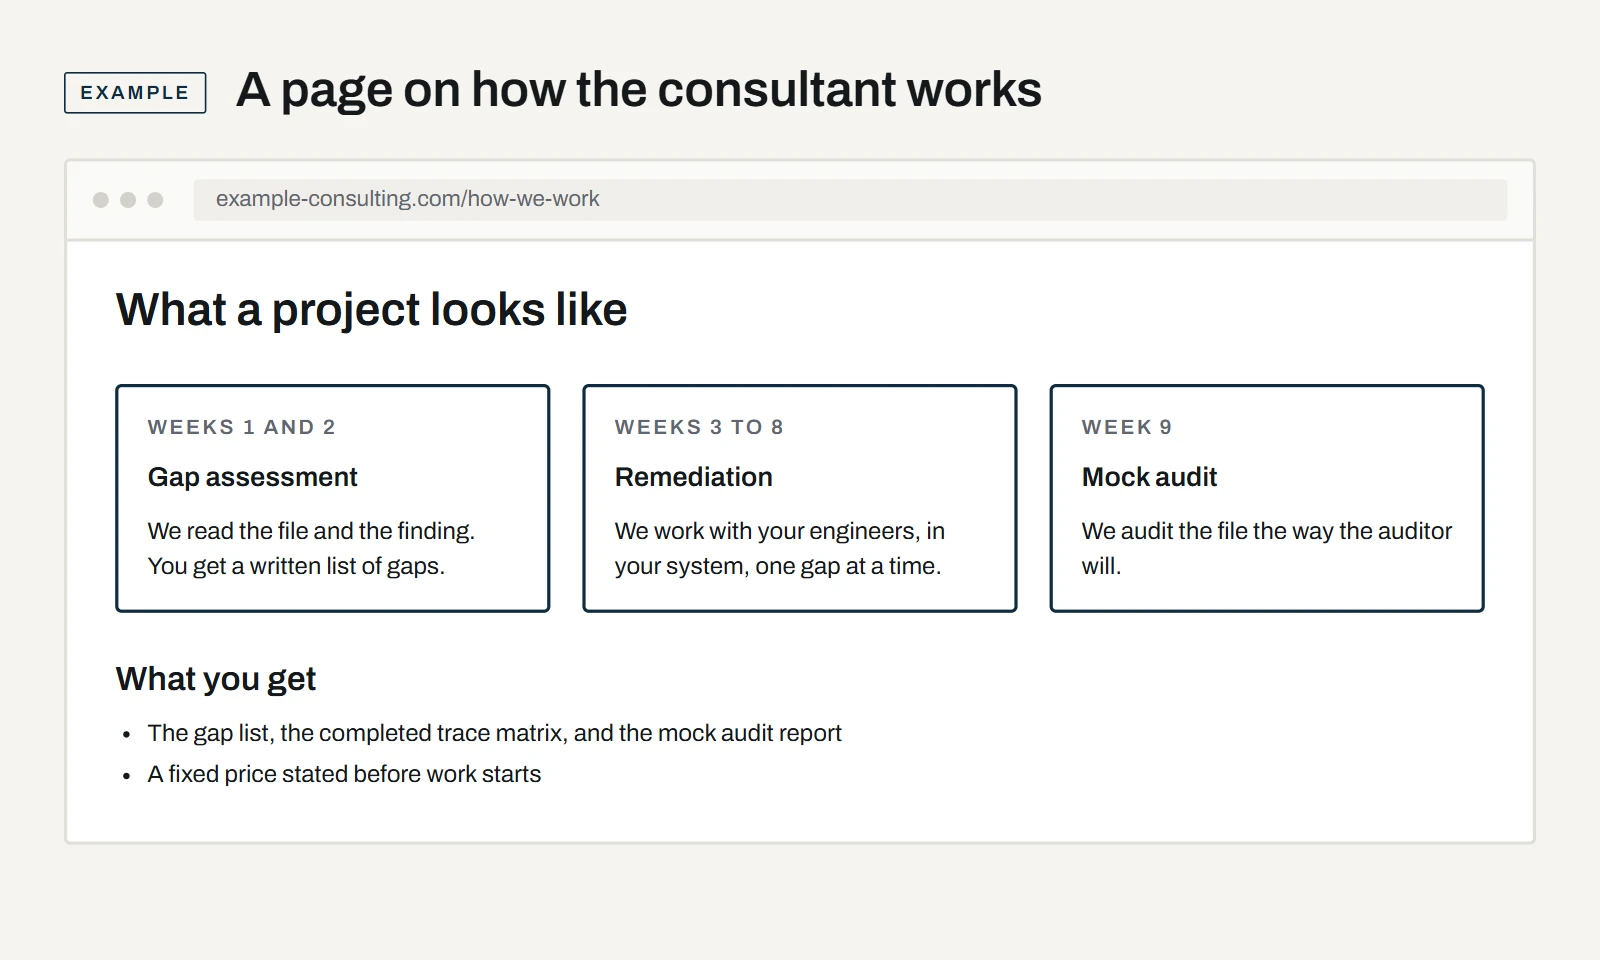 EXAMPLE
A page on how the consultant works
example-consulting.com/how-we-work
What a project looks like
WEEKS 1 AND 2
Gap assessment
We read the file and the finding.
You get a written list of gaps.
WEEKS 3 TO 8
Remediation
We work with your engineers, in
your system, one gap at a time.
WEEK 9
Mock audit
We audit the file the way the auditor
will.
What you get
• The gap list, the completed trace matrix, and the mock audit report
• A fixed price stated before work starts